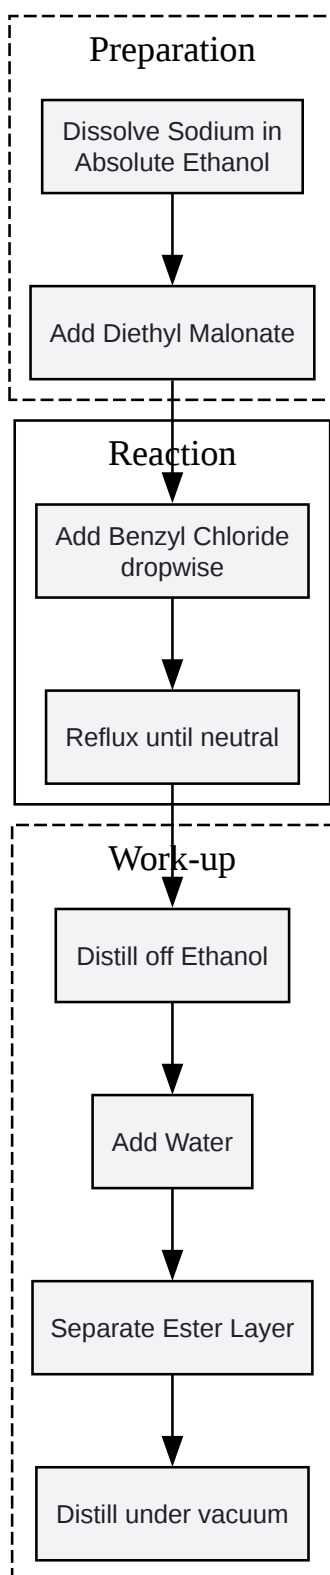 Preparation
Dissolve Sodium in
Absolute Ethanol
Add Diethyl Malonate
Reaction
Add Benzyl Chloride
dropwise
Reflux until neutral
Work-up
Distill off Ethanol
Add Water
Separate Ester Layer
Distill under vacuum